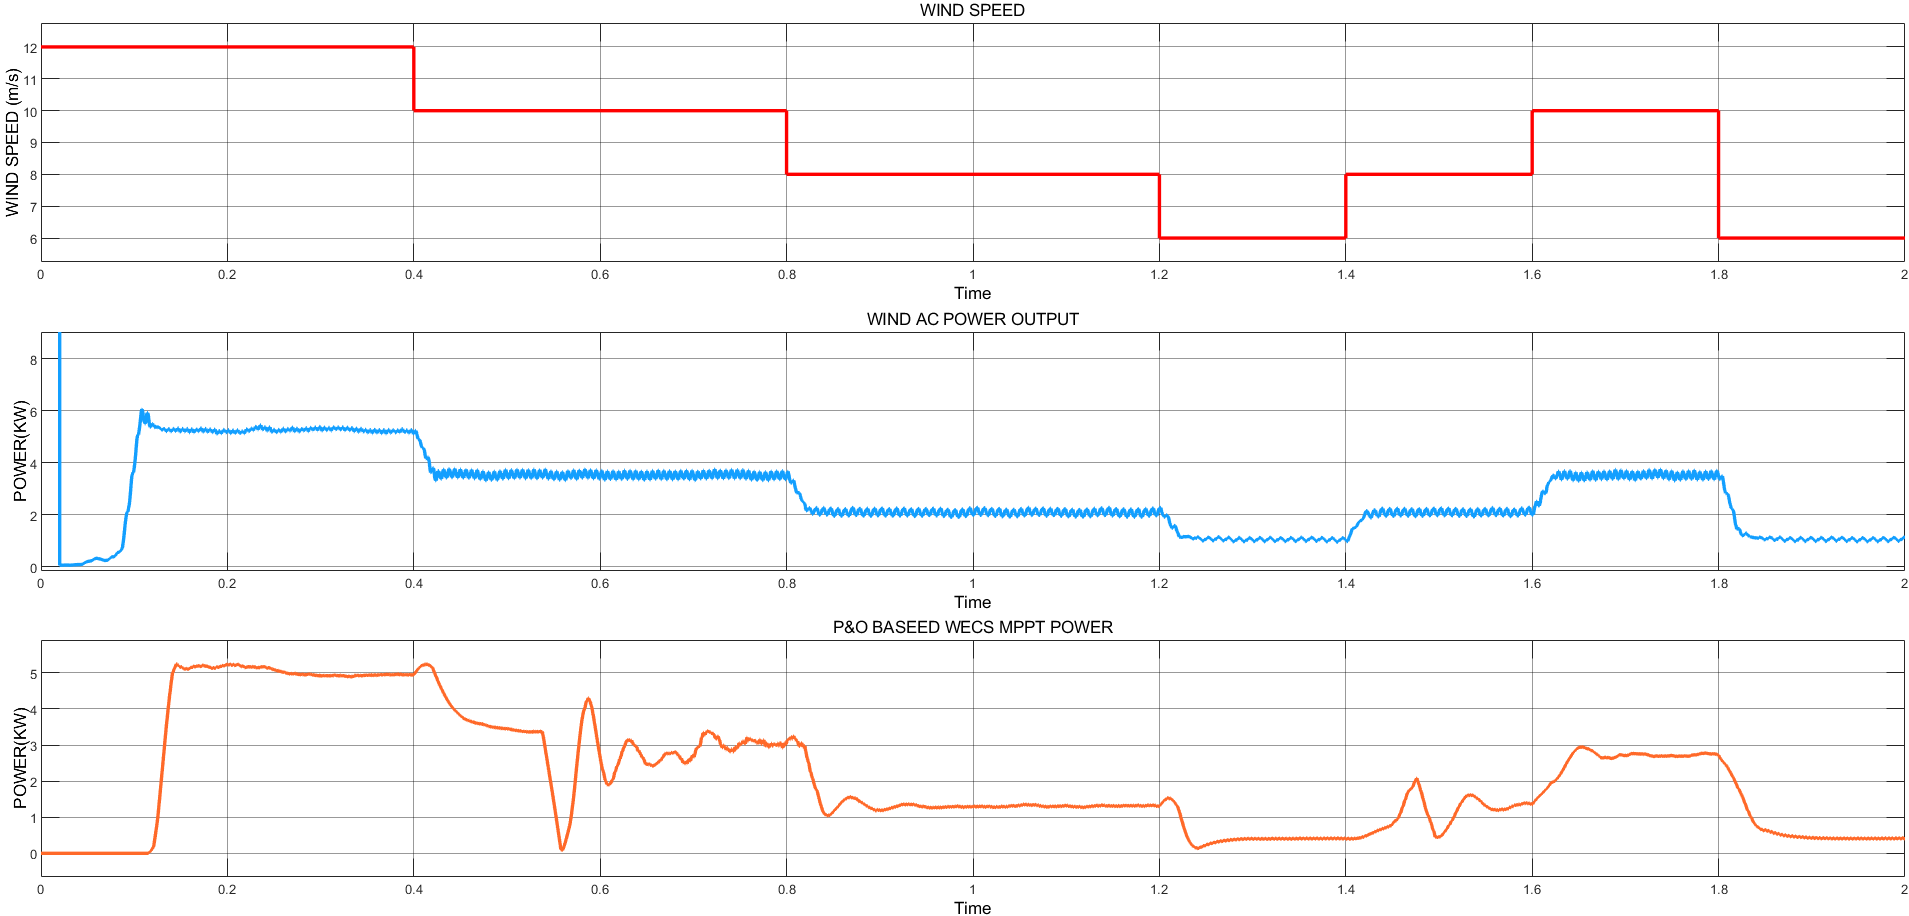 WIND SPEED
WIND SPEED (m/s)
12
11
10
9
8
7
6
0 0.2 0.4 0.6 0.8 1 1.2 1.4 1.6 1.8 2
Time
WIND AC POWER OUTPUT
POWER(KW)
8
6
4
2
0
0 0.2 0.4 0.6 0.8 1 1.2 1.4 1.6 1.8 2
Time
P&O BASEED WECS MPPT POWER
POWER(KW)
5
4
3
2
1
0
0 0.2 0.4 0.6 0.8 1 1.2 1.4 1.6 1.8 2
Time